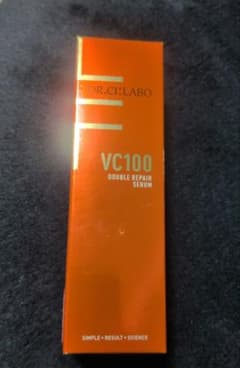 DR.CI:LABO
VC100
DOUBLE REPAIR
SERUM
SIMPLE • RESULT • SCIENCE